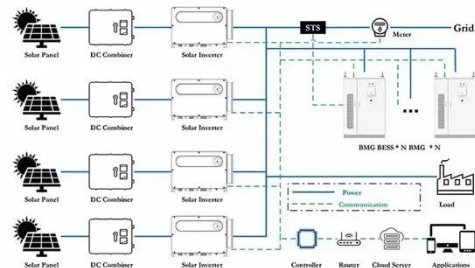 STS
Meter
Grid
Solar Panel
DC Combiner
Solar Inverter
Solar Panel
DC Combiner
Solar Inverter
BMG BESS * N BMG * N
Solar Panel
DC Combiner
Solar Inverter
Power
Communication
Load
Solar Panel
DC Combiner
Solar Inverter
Controller
Router
Cloud Server
Applications